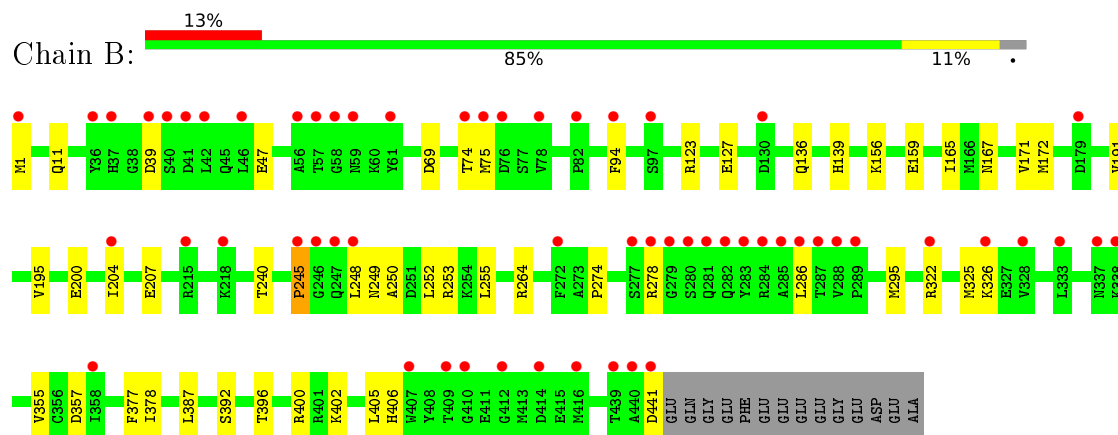 13%
Chain B:
85% 11% •
M1 Q11 Y36 H37 G38 D39 S40 D41 L42 Q45 L46 E47 A56 T57 G58 N59 K60 Y61 D69 T74 M75 D76 S77 V78 P82 F94 S97 R123 E127 D130 Q136 H139 K156 E159 I165 M166 N167 V171 M172 D179 V191
V195 E200 I204 E207 R215 K218 T240 P245 G246 Q247 L248 N249 A250 D251 L252 R253 K254 L255 R264 F272 A273 P274 S277 R278 G279 S280 Q281 Q282 Y283 R284 A285 L286 T287 V288 P289 M295 R322 M325 K326 E327 V328 L333 N337 K338
V355 C356 D357 I358 F377 I378 L387 S392 T396 R400 R401 K402 L405 H406 W407 Y408 T409 G410 E411 G412 M413 D414 E415 M416 T439 A440 D441 GLU GLN GLY GLU PHE GLU GLU GLU GLU GLY GLU ASP GLU ALA